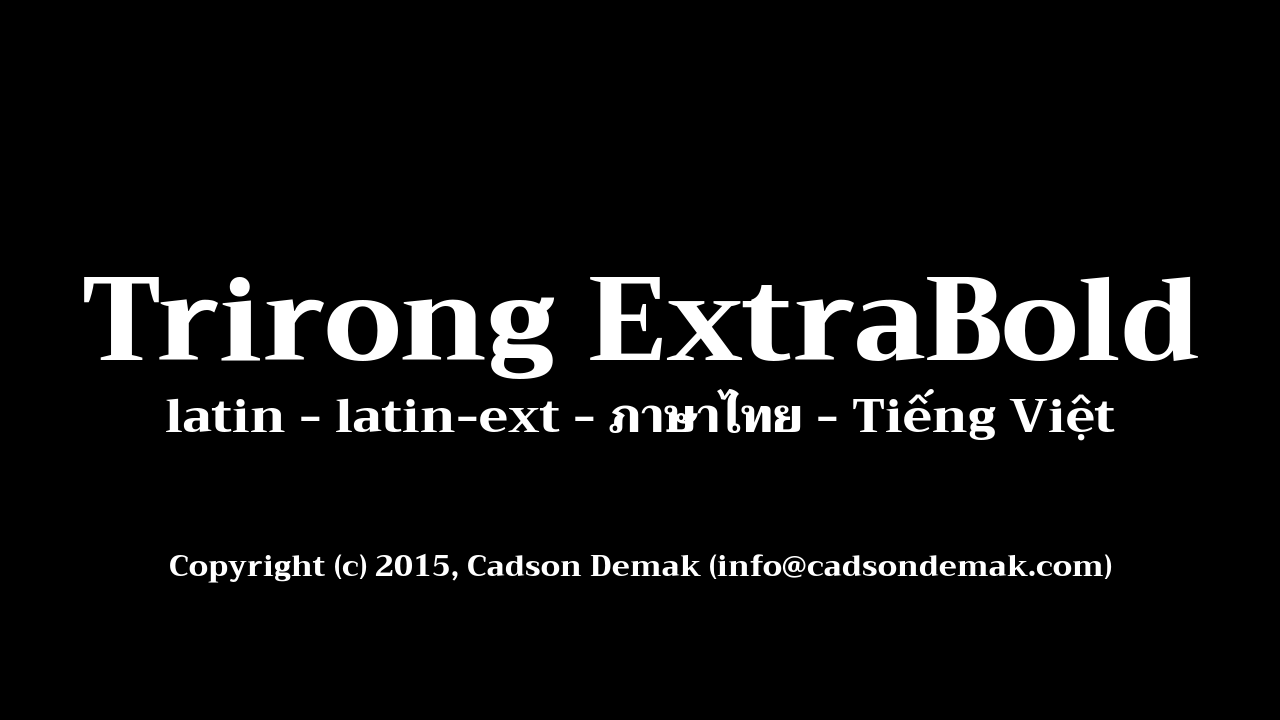 Trirong ExtraBold
latin - latin-ext - ภาษาไทย - Tiếng Việt
Copyright (c) 2015, Cadson Demak (info@cadsondemak.com)